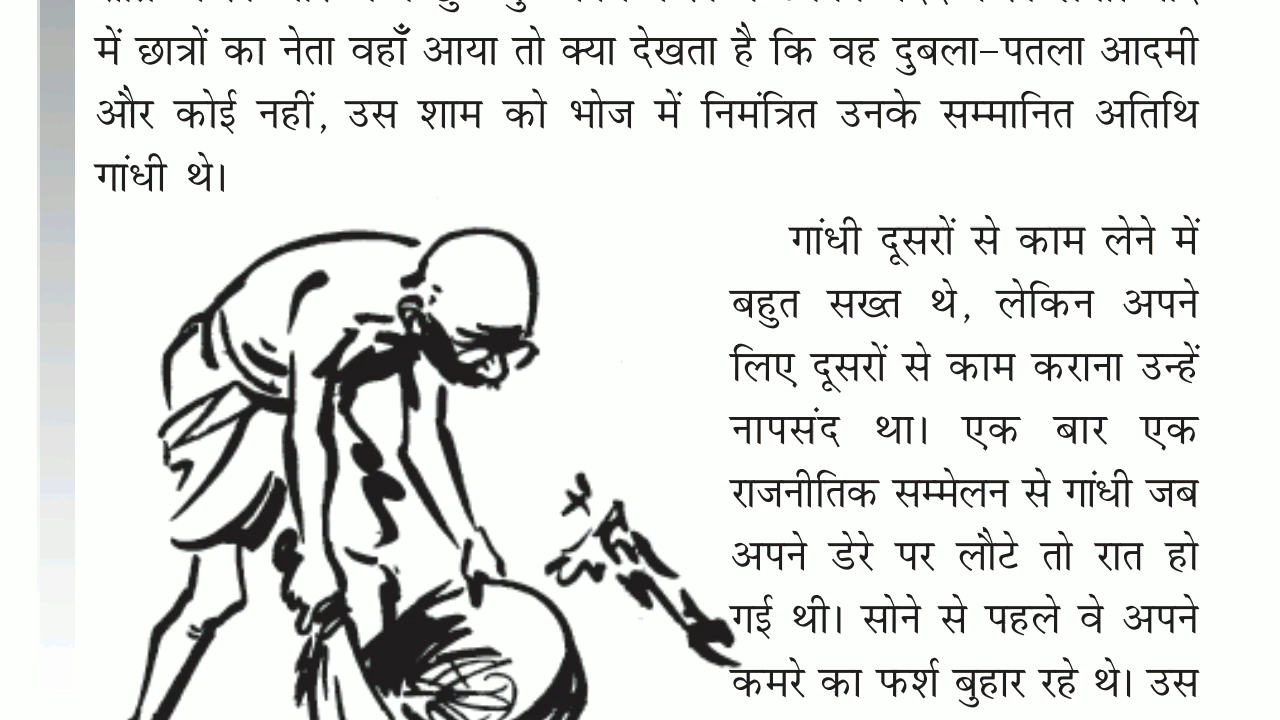 में छात्रों का नेता वहाँ आया तो क्या देखता है कि वह दुबला–पतला आदमी
और कोई नहीं, उस शाम को भोज में निमंत्रित उनके सम्मानित अतिथि
गांधी थे।
गांधी दूसरों से काम लेने में
बहुत सख्त थे, लेकिन अपने
लिए दूसरों से काम कराना उन्हें
नापसंद था। एक बार एक
राजनीतिक सम्मेलन से गांधी जब
अपने डेरे पर लौटे तो रात हो
गई थी। सोने से पहले वे अपने
कमरे का फर्श बुहार रहे थे। उस